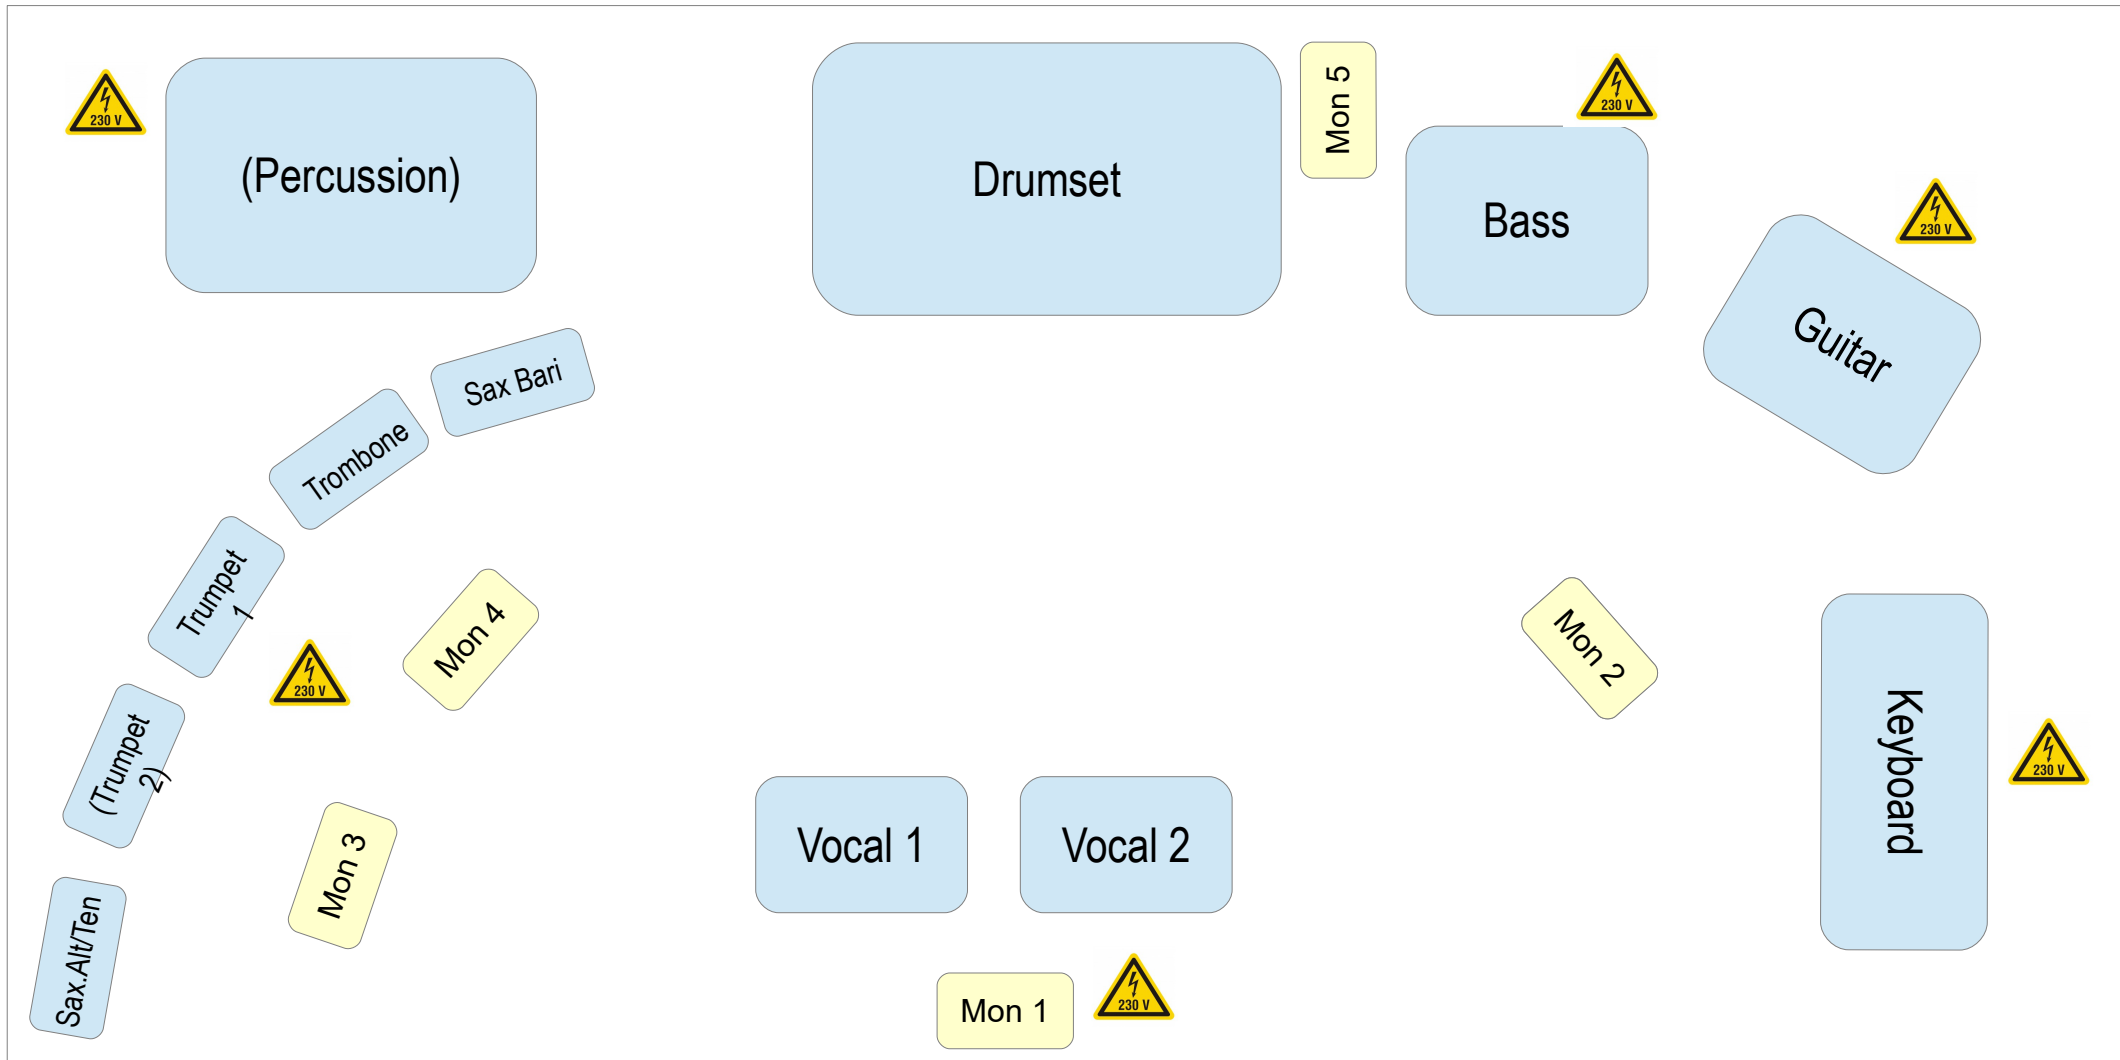 230 V
(Percussion)
Drumset
Mon 5
230 V
Bass
230 V
Guitar
Sax Bari
Trombone
Trumpet
1
230 V
Mon 4
Mon 2
(Trumpet
2)
Keyboard
230 V
Mon 3
Vocal 1
Vocal 2
Sax.Alt/Ten
Mon 1
230 V